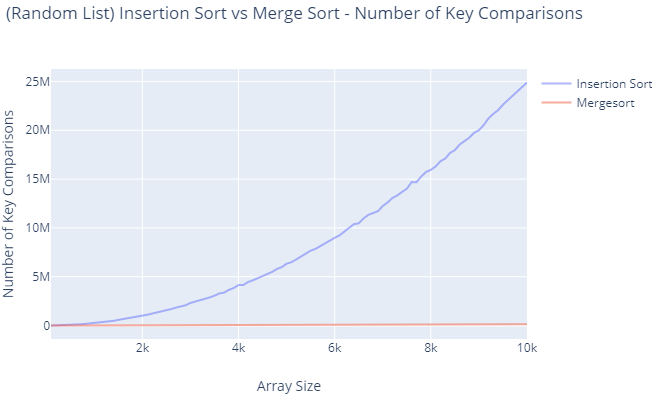 (Random List) Insertion Sort vs Merge Sort - Number of Key Comparisons
Insertion Sort
Mergesort
Number of Key Comparisons
25M
20M
15M
10M
5M
0
2k
4k
6k
8k
10k
Array Size